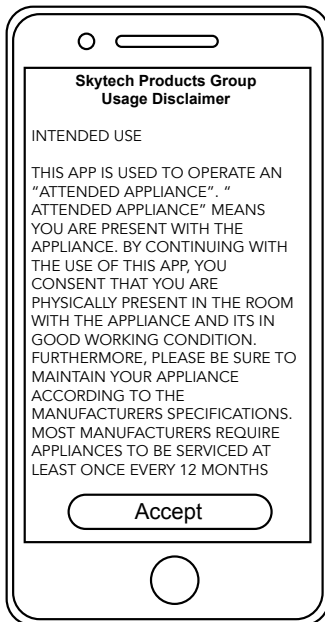 Skytech Products Group
Usage Disclaimer
INTENDED USE
THIS APP IS USED TO OPERATE AN
“ATTENDED APPLIANCE”. “
ATTENDED APPLIANCE” MEANS
YOU ARE PRESENT WITH THE
APPLIANCE. BY CONTINUING WITH
THE USE OF THIS APP, YOU
CONSENT THAT YOU ARE
PHYSICALLY PRESENT IN THE ROOM
WITH THE APPLIANCE AND ITS IN
GOOD WORKING CONDITION.
FURTHERMORE, PLEASE BE SURE TO
MAINTAIN YOUR APPLIANCE
ACCORDING TO THE
MANUFACTURERS SPECIFICATIONS.
MOST MANUFACTURERS REQUIRE
APPLIANCES TO BE SERVICED AT
LEAST ONCE EVERY 12 MONTHS
Accept